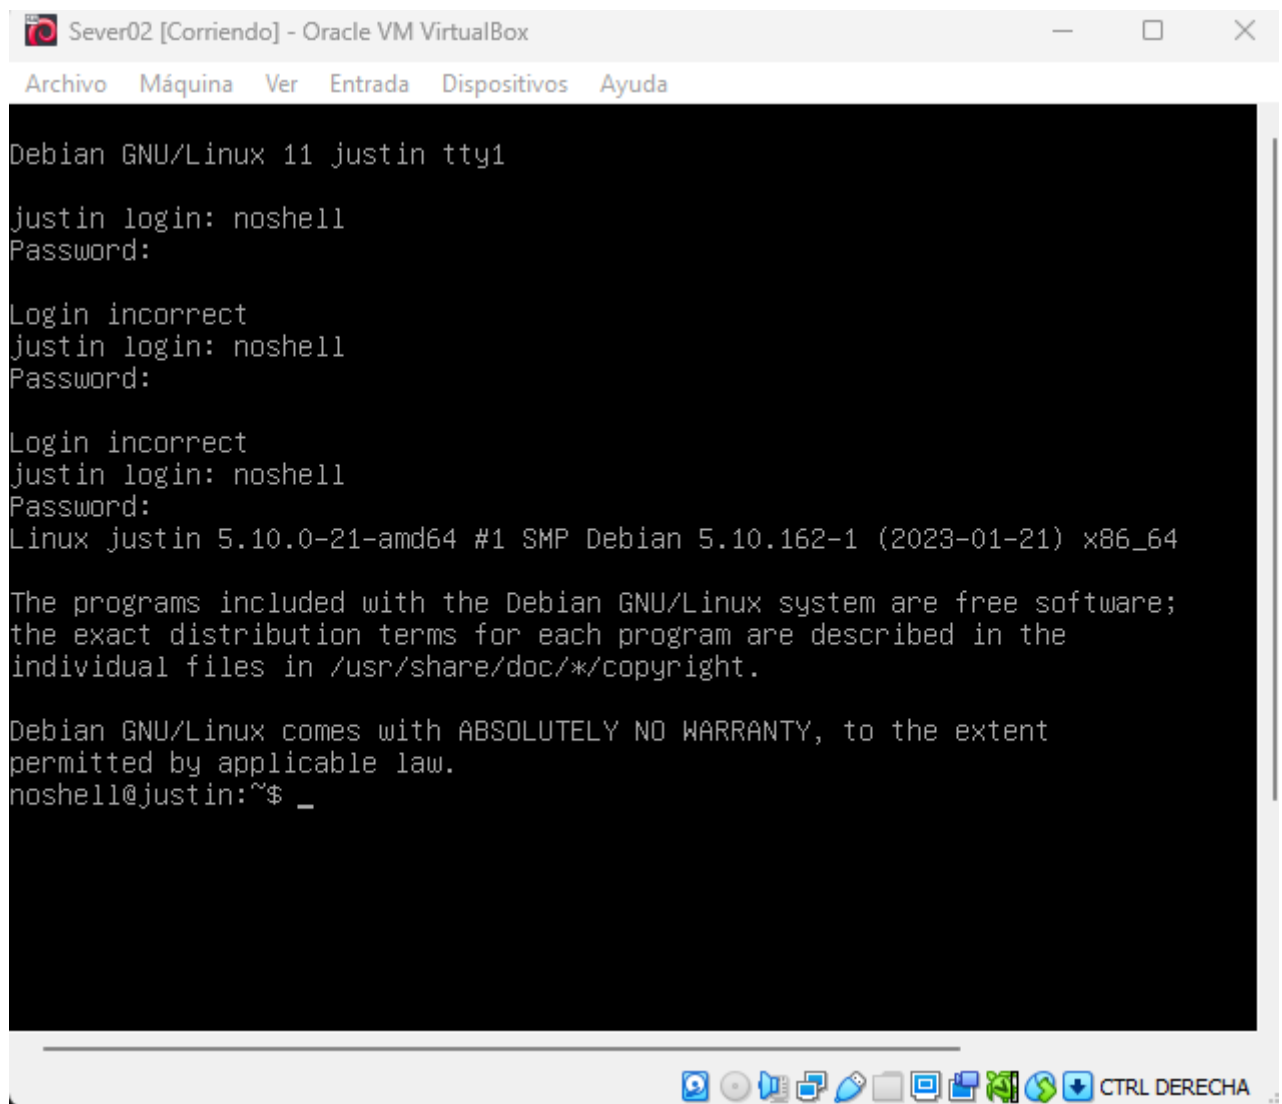 Sever02 [Corriendo] - Oracle VM VirtualBox
Archivo Máquina Ver Entrada Dispositivos Ayuda
Debian GNU/Linux 11 justin tty1
justin login: noshell
Password:
Login incorrect
justin login: noshell
Password:
Login incorrect
justin login: noshell
Password:
Linux justin 5.10.0-21-amd64 #1 SMP Debian 5.10.162-1 (2023-01-21) x86_64
The programs included with the Debian GNU/Linux system are free software;
the exact distribution terms for each program are described in the
individual files in /usr/share/doc/*/copyright.
Debian GNU/Linux comes with ABSOLUTELY NO WARRANTY, to the extent
permitted by applicable law.
noshell@justin:~$ _
CTRL DERECHA